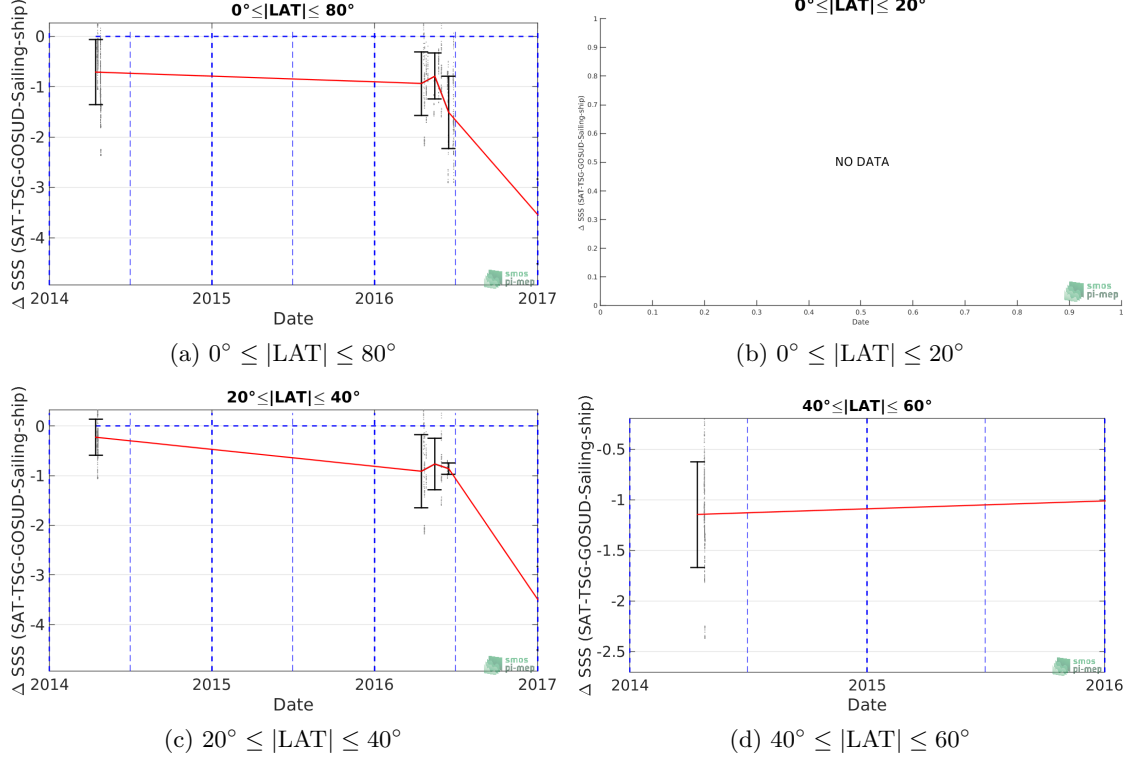 0°≤|LAT|≤ 80°
Δ SSS (SAT-TSG-GOSUD-Sailing-ship)
0
-1
-2
-3
-4
2014
2015
2016
2017
Date
smos
pi-mep
(a) 0° ≤ |LAT| ≤ 80°
0°≤|LAT|≤ 20°
Δ SSS (SAT-TSG-GOSUD-Sailing-ship)
1
0.9
0.8
0.7
0.6
0.5
0.4
0.3
0.2
0.1
0
NO DATA
0
0.1
0.2
0.3
0.4
0.5
0.6
0.7
0.8
0.9
1
Date
smos
pi-mep
(b) 0° ≤ |LAT| ≤ 20°
20°≤|LAT|≤ 40°
Δ SSS (SAT-TSG-GOSUD-Sailing-ship)
0
-1
-2
-3
-4
2014
2015
2016
2017
Date
smos
pi-mep
(c) 20° ≤ |LAT| ≤ 40°
40°≤|LAT|≤ 60°
Δ SSS (SAT-TSG-GOSUD-Sailing-ship)
-0.5
-1
-1.5
-2
-2.5
2014
2015
2016
Date
smos
pi-mep
(d) 40° ≤ |LAT| ≤ 60°